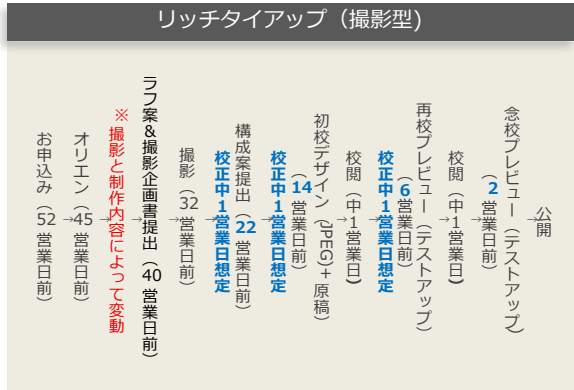 リッチタイアップ（撮影型)
お申込み（52営業日前）
→
オリエン（45営業日前）
→
※撮影と制作内容によって変動
→
ラフ案＆撮影企画書提出（40営業日前)
→
撮影（32営業日前）
→
校正中1営業日想定
構成案提出（22営業日前）
→
校正中1営業日想定
初校iデザイン（JPEG)＋原稿
（14営業日前）
→
校閲（中1営業日)
→
校正中1営業日想定
再校プレビュー（テストアップ)
（6営業日前）
→
校閲（中1営業日)
→
念校プレビュー（テストアップ)
（2営業日前）
→
公開